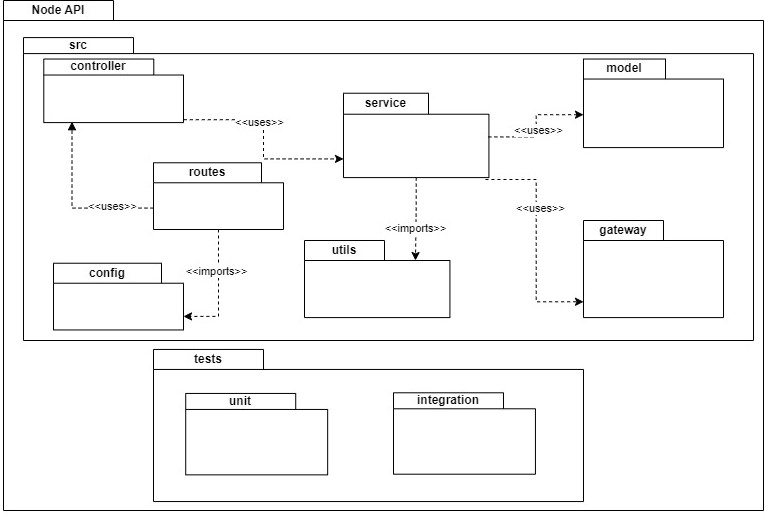 Node API
src
controller
model
service
<<uses>>
<<uses>>
routes
<<uses>>
<<uses>>
<<imports>>
gateway
utils
config
<<imports>>
tests
unit
integration